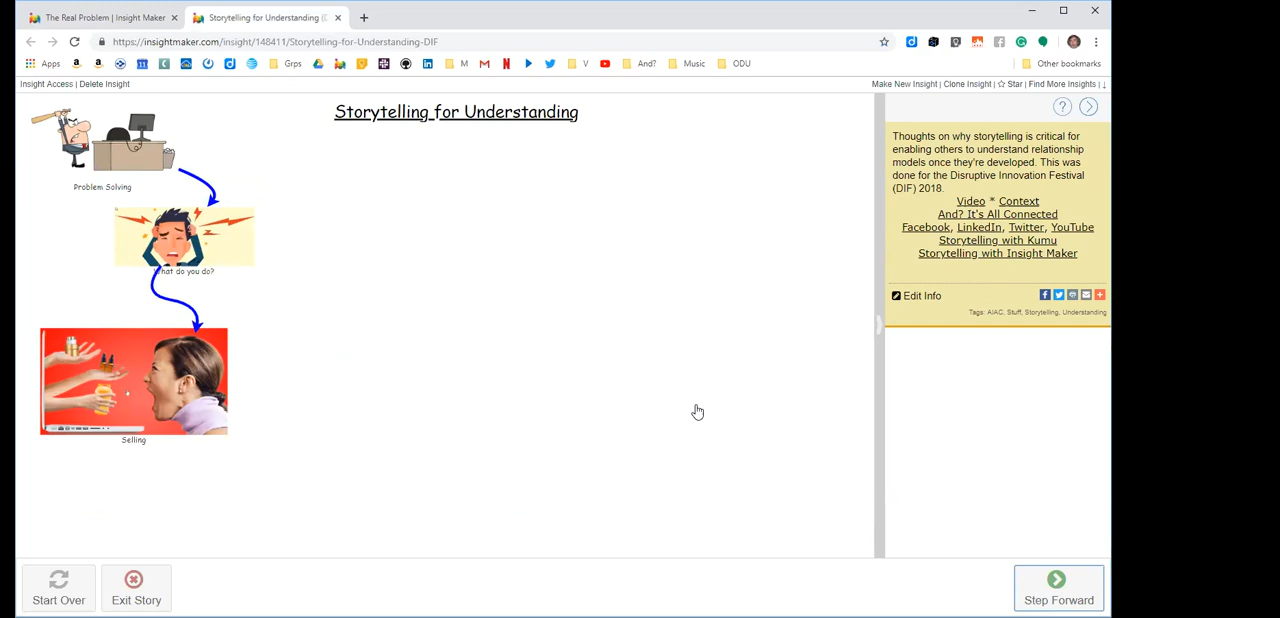 The Real Problem | Insight Maker
Storytelling for Understanding (D
https://insightmaker.com/insight/148411/Storytelling-for-Understanding-DIF
Apps
Grps
M
V
And?
Music
ODU
Other bookmarks
Insight Access | Delete Insight
Make New Insight | Clone Insight | ☆ Star | Find More Insights | ↓
Storytelling for Understanding
Problem Solving
What do you do?
Selling
Thoughts on why storytelling is critical for
enabling others to understand relationship
models once they're developed. This was
done for the Disruptive Innovation Festival
(DIF) 2018.
Video * Context
And? It's All Connected
Facebook, LinkedIn, Twitter, YouTube
Storytelling with Kumu
Storytelling with Insight Maker
Edit Info
Tags: AIAC, Stuff, Storytelling, Understanding
Start Over
Exit Story
Step Forward